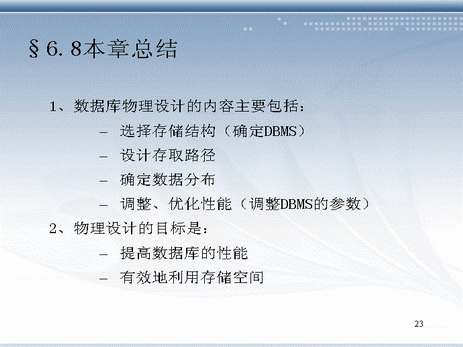 §6.8本章总结
1、数据库物理设计的内容主要包括：
– 选择存储结构（确定DBMS）
– 设计存取路径
– 确定数据分布
– 调整、优化性能（调整DBMS的参数）
2、物理设计的目标是：
– 提高数据库的性能
– 有效地利用存储空间
23